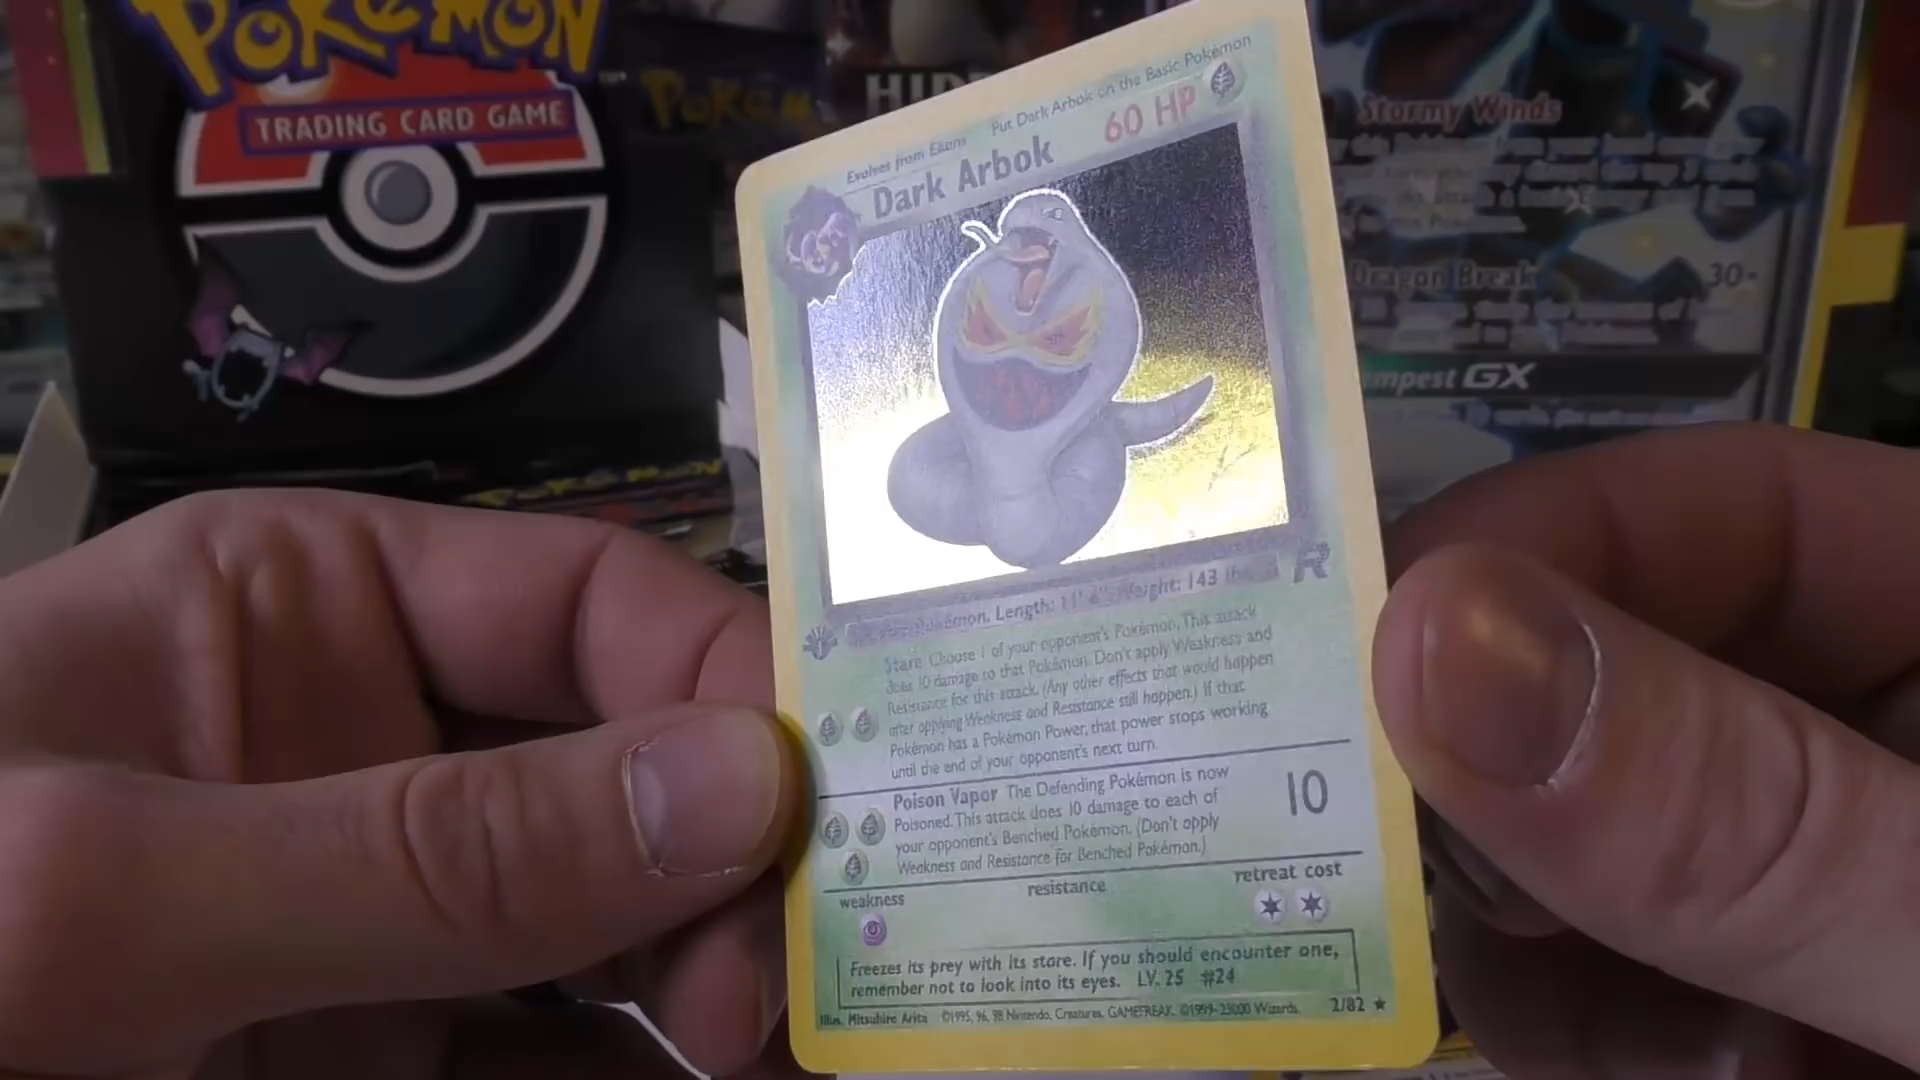 POKéMON
TRADING CARD GAME
POKéM
HID
Stormy Winds
Dragon Break
30
mpest GX
POKéMON
Evolves from Ekans
Put Dark Arbok on the Basic Pokémon
Dark Arbok
60 HP
Pokémon. Length: 11' Weight: 143 lbs.
R
Stare Choose 1 of your opponent's Pokémon. This attack
does 10 damage to that Pokémon. Don't apply Weakness and
Resistance for this attack. (Any other effects that would happen
after applying Weakness and Resistance still happen.) If that
Pokémon has a Pokémon Power, that power stops working
until the end of your opponent's next turn.
Poison Vapor The Defending Pokémon is now
Poisoned. This attack does 10 damage to each of
your opponent's Benched Pokémon. (Don't apply
Weakness and Resistance for Benched Pokémon.)
10
weakness
resistance
retreat cost
Freezes its prey with its stare. If you should encounter one,
remember not to look into its eyes. LV. 25 #24
Illus. Mitsuhiro Arita ©1995, 96, 98 Nintendo, Creatures, GAMEFREAK. ©1999-2000 Wizards. 2/82